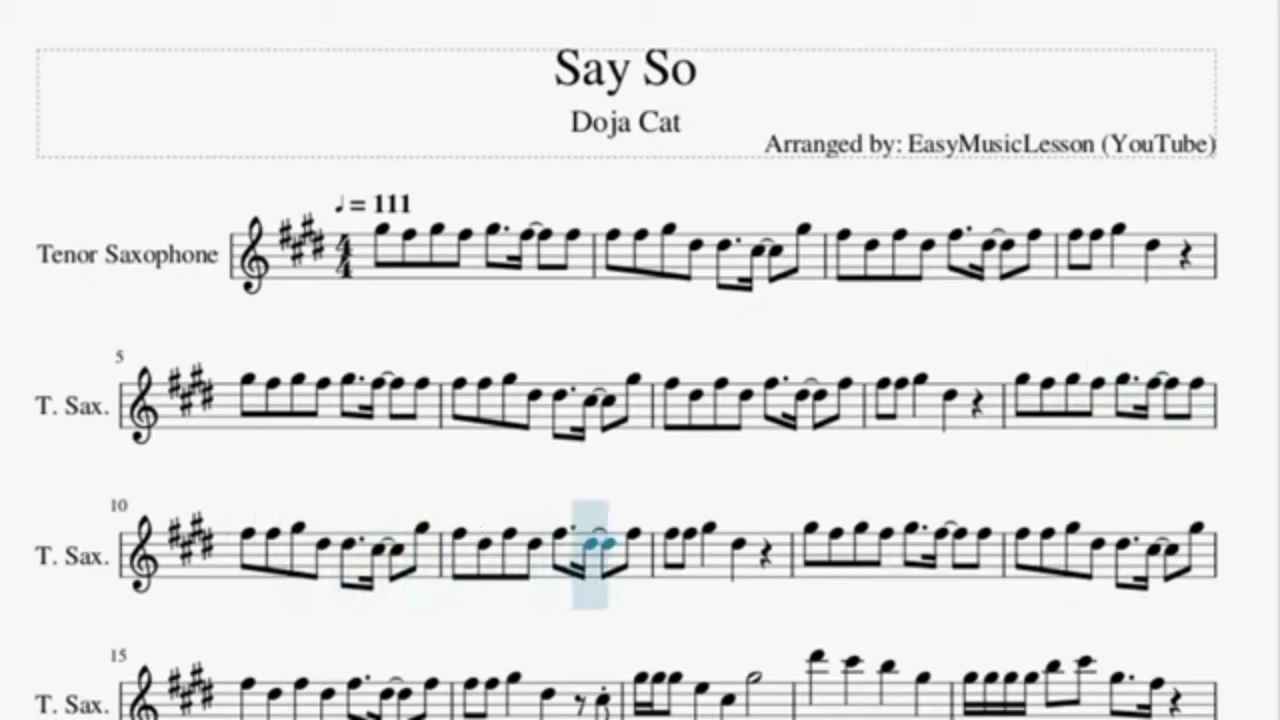 Say So
Doja Cat
Arranged by: EasyMusicLesson (YouTube)
♩ = 111
Tenor Saxophone
4
4
5
T. Sax.
10
T. Sax.
15
T. Sax.